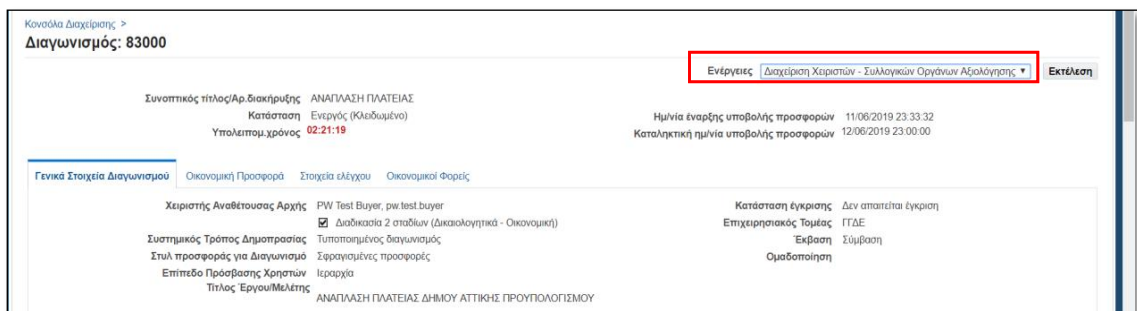 Κονσόλα Διαχείρισης >
Διαγωνισμός: 83000
Ενέργειες Διαχείριση Χειριστών - Συλλογικών Οργάνων Αξιολόγησης Εκτέλεση
Συνοπτικός τίτλος/Αρ.διακήρυξης ΑΝΑΠΛΑΣΗ ΠΛΑΤΕΙΑΣ
Κατάσταση Ενεργός (Κλειδωμένο)
Υπολειπομ.χρόνος 02:21:19
Ημ/νία έναρξης υποβολής προσφορών 11/06/2019 23:33:32
Καταληκτική ημ/νία υποβολής προσφορών 12/06/2019 23:00:00
Γενικά Στοιχεία Διαγωνισμού Οικονομική Προσφορά Στοιχεία ελέγχου Οικονομικοί Φορείς
Χειριστής Αναθέτουσας Αρχής PW Test Buyer, pw.test.buyer
Διαδικασία 2 σταδίων (Δικαιολογητικά - Οικονομική)
Συστημικός Τρόπος Δημοπρασίας Τυποποιημένος διαγωνισμός
Στυλ προσφοράς για Διαγωνισμό Σφραγισμένες προσφορές
Επίπεδο Πρόσβασης Χρηστών Ιεραρχία
Τίτλος Έργου/Μελέτης
ΑΝΑΠΛΑΣΗ ΠΛΑΤΕΙΑΣ ΔΗΜΟΥ ΑΤΤΙΚΗΣ ΠΡΟΥΠΟΛΟΓΙΣΜΟΥ
Κατάσταση έγκρισης Δεν απαιτείται έγκριση
Επιχειρησιακός Τομέας ΓΓΔΕ
Έκβαση Σύμβαση
Ομαδοποίηση